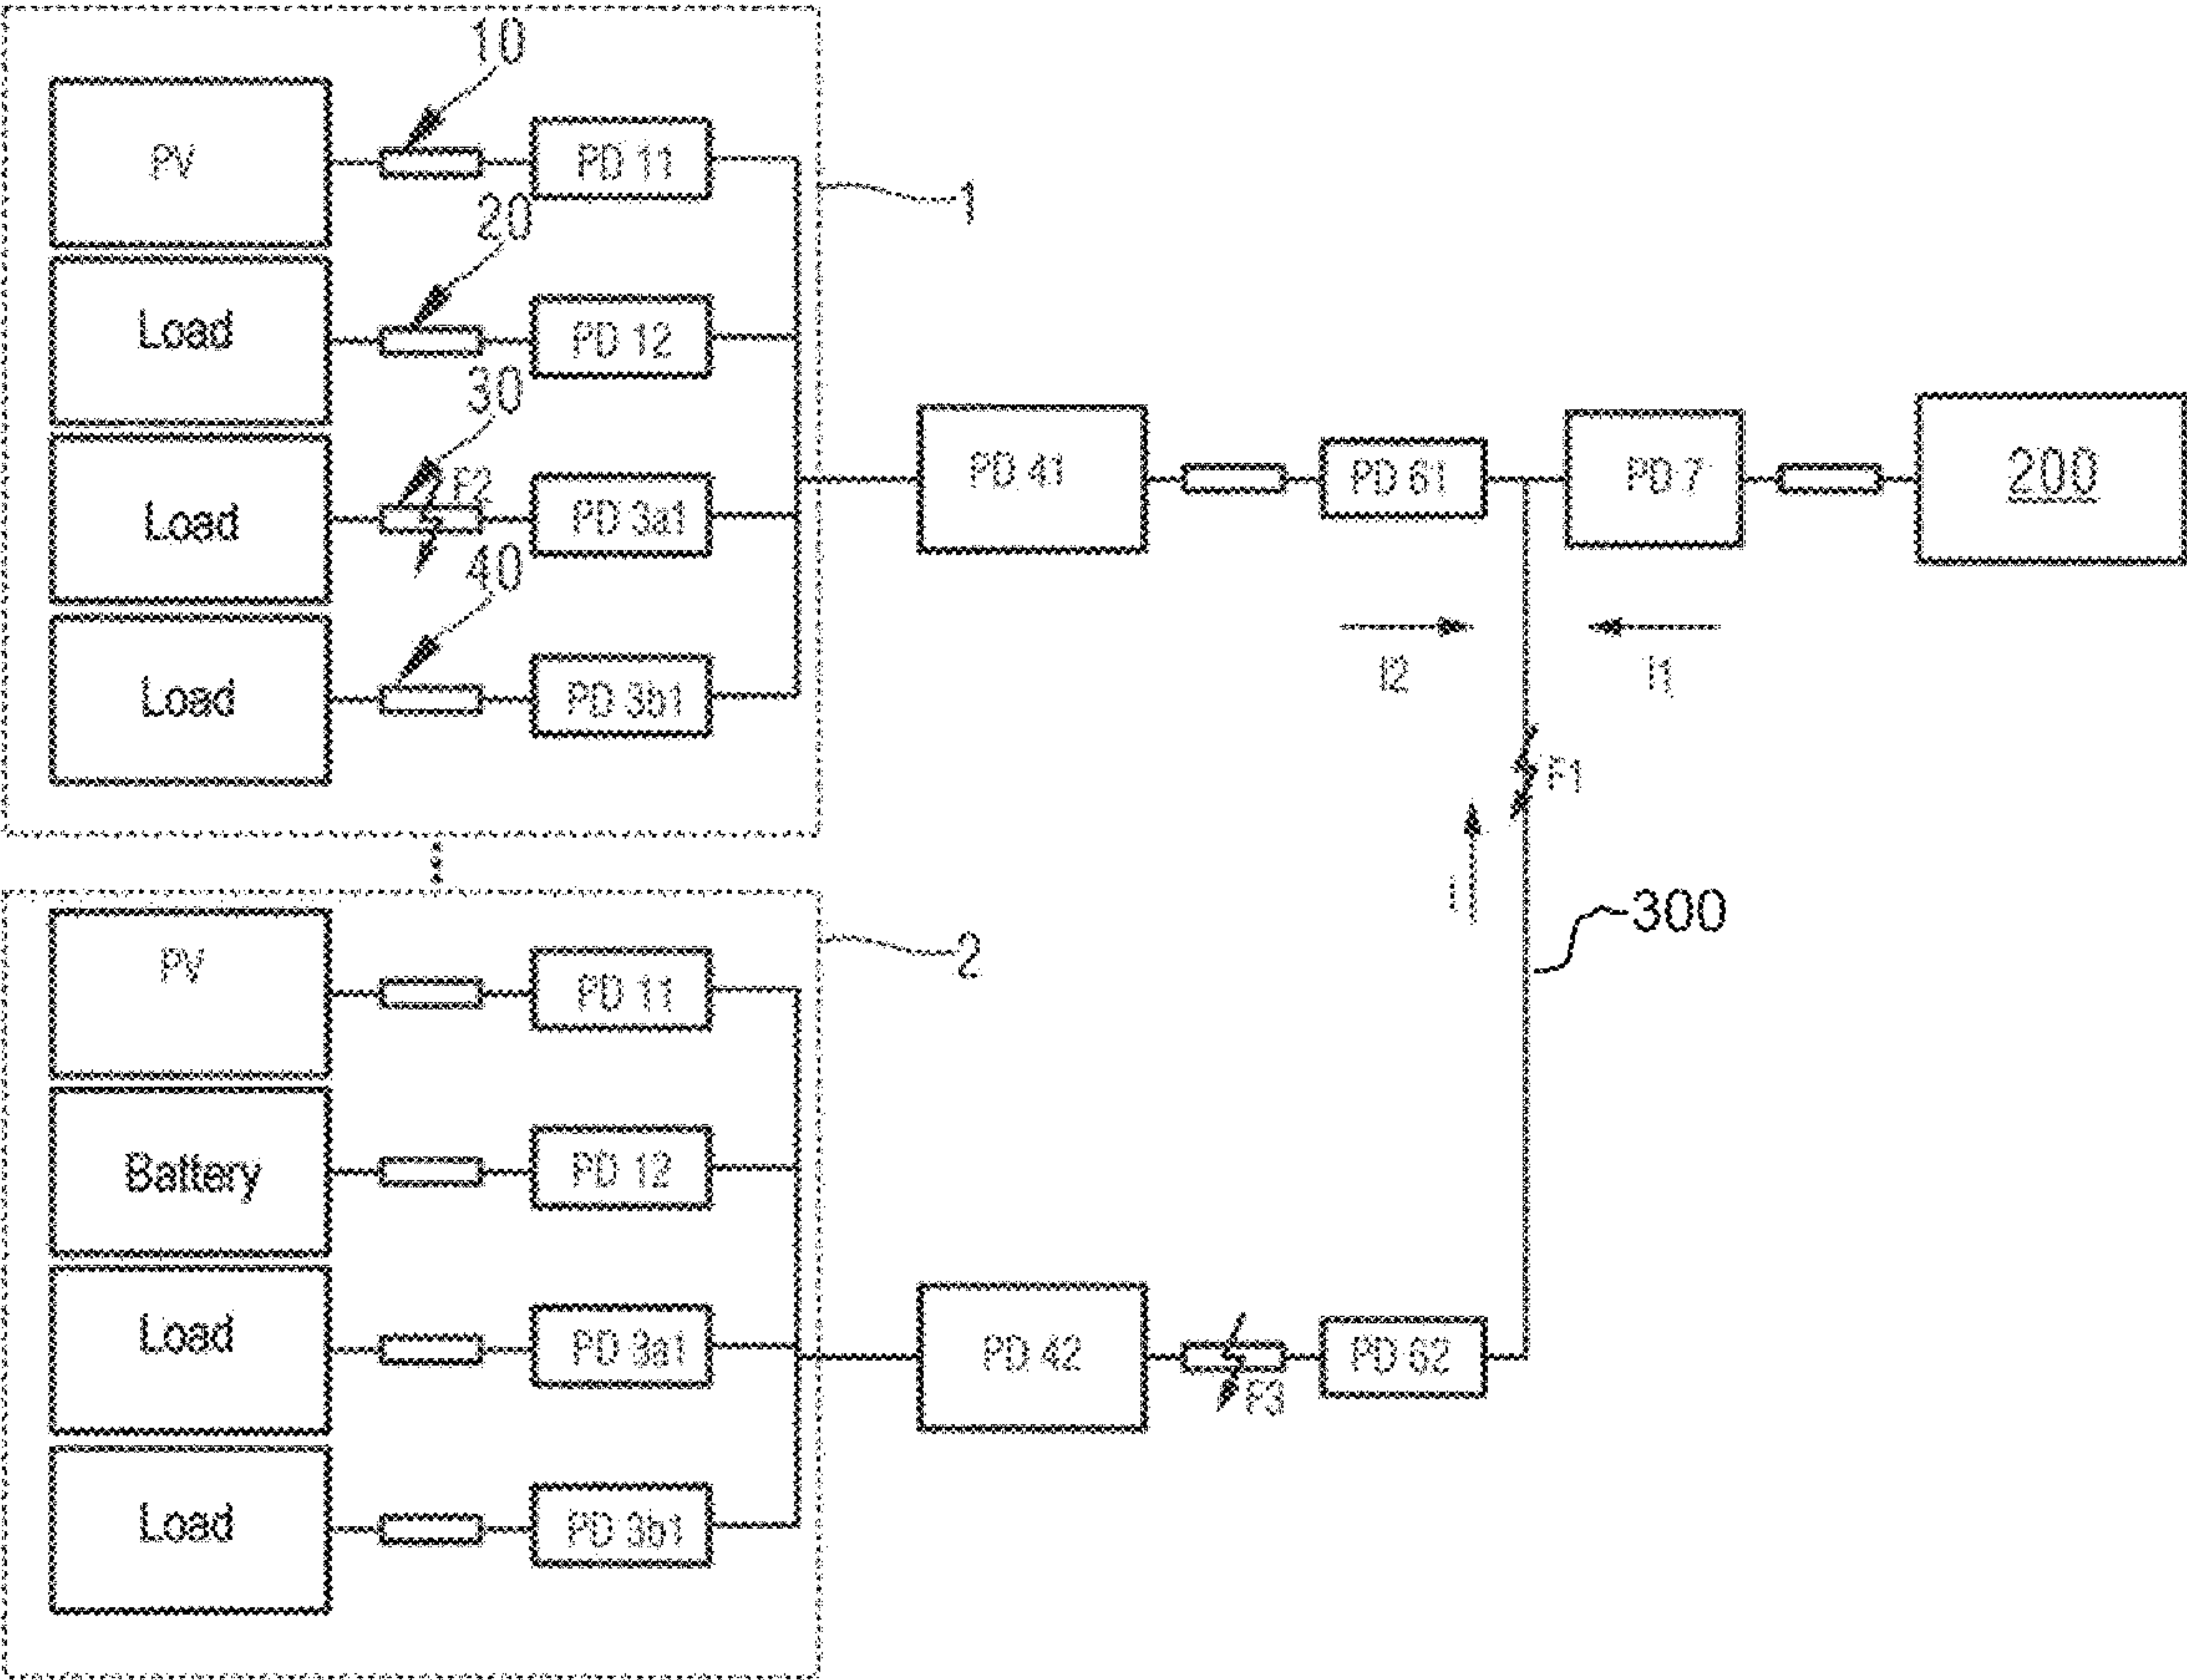 10
PV
PD 11
20
1
Load
PD 12
30
Load
F2
PD 3a1
PD 41
PD 61
PD 7
200
40
I2
I1
Load
PD 3b1
F1
PV
PD 11
2
I
300
Battery
PD 12
Load
PD 3a1
PD 42
F3
PD 62
Load
PD 3b1